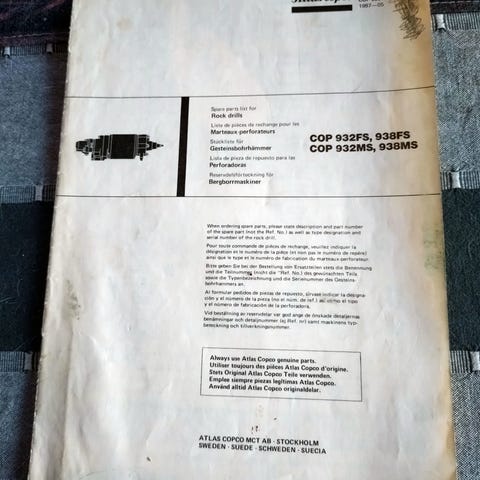 Atlas Copco
1987-05
Spare parts list for
Rock drills
Liste de pièces de rechange pour les
Marteaux-perforateurs
Stückliste für
Gesteinsbohrhämmer
Lista de pieza de repuesto para las
Perforadoras
Reservdelsförteckning för
Bergborrmaskiner
COP 932FS, 938FS
COP 932MS, 938MS
When ordering spare parts, please state description and part number
of the spare part (not the Ref. No.) as well as type designation and
serial number of the rock drill.
Pour toute commande de pièces de rechange, veuillez indiquer la
désignation et le numéro de la pièce (et non pas le numéro de repère)
ainsi que le type et le numéro de fabrication du marteau-perforateur.
Bitte geben Sie bei der Bestellung von Ersatzteilen stets die Benennung
und die Teilnummer (nicht die "Ref. No.) des gewünschten Teils
sowie die Typenbezeichnung und die Seriennummer des Gesteins-
bohrhammers an.
Al formular pedidos de piezas de repuesto, sírvase indicar la designa-
ción y el número de la pieza (no el núm. de ref.) así como el tipo
y el número de fabricación de la perforadora.
Vid beställning av reservdelar var god ange de önskade detaljernas
benämningar och detaljnummer (ej Ref. nr) samt maskinens typ-
beteckning och tillverkningsnummer.
Always use Atlas Copco genuine parts.
Utiliser toujours des pièces Atlas Copco d'origine.
Stets Original Atlas Copco Teile verwenden.
Emplee siempre piezas legítimas Atlas Copco.
Använd alltid Atlas Copco originaldelar.
ATLAS COPCO MCT AB · STOCKHOLM
SWEDEN · SUEDE · SCHWEDEN · SUECIA